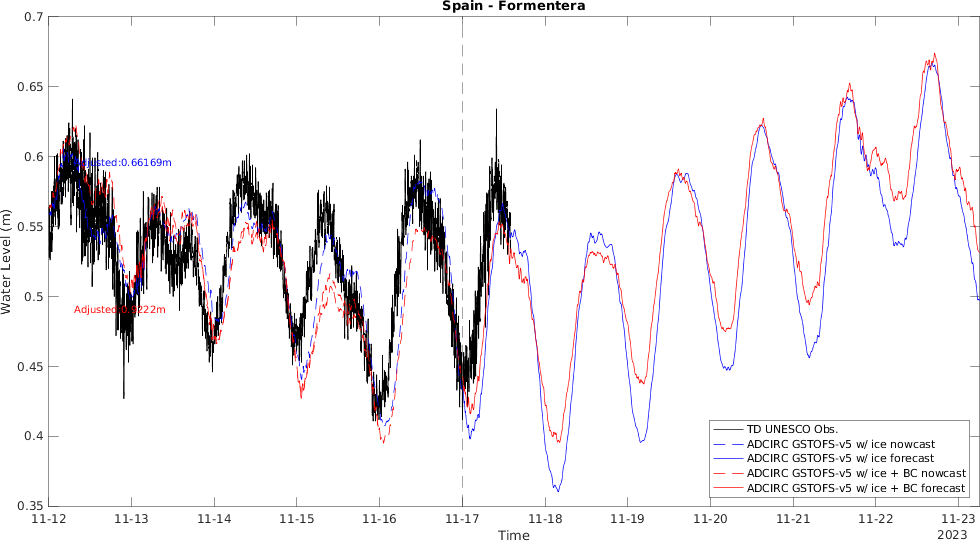 Spain - Formentera
0.7
0.65
0.6
0.55
0.5
0.45
0.4
0.35
Water Level (m)
Adjusted:0.66169m
TD UNESCO Obs.
ADCIRC GSTOFS-v5 w/ ice nowcast
ADCIRC GSTOFS-v5 w/ ice forecast
ADCIRC GSTOFS-v5 w/ ice + BC nowcast
ADCIRC GSTOFS-v5 w/ ice + BC forecast
11-12 11-13 11-14 11-15 11-16 11-17 11-18 11-19 11-20 11-21 11-22 11-23
Time
2023